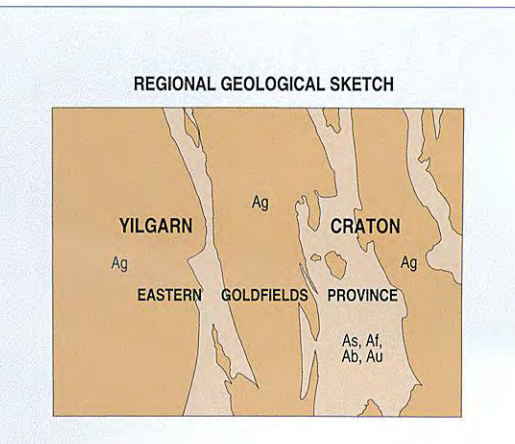 REGIONAL GEOLOGICAL SKETCH
Ag
YILGARN CRATON
Ag Ag
EASTERN GOLDFIELDS PROVINCE
As, Af,
Ab, Au